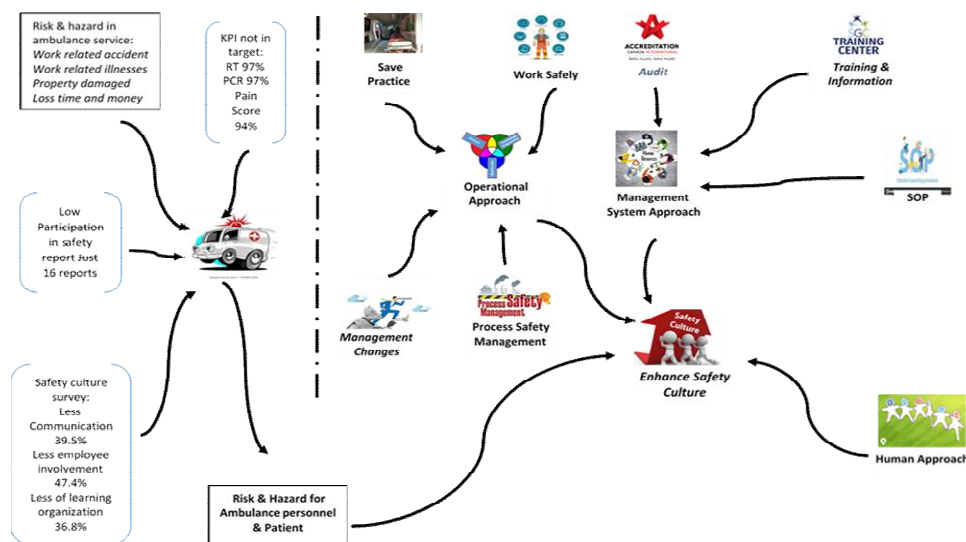 Risk & hazard in
ambulance service:
Work related accident
Work related illnesses
Property damaged
Loss time and money
KPI not in
target:
RT 97%
PCR 97%
Pain
Score
94%
Low
Participation
in safety
report Just
16 reports
Safety culture
survey:
Less
Communication
39.5%
Less employee
involvement
47.4%
Less of learning
organization
36.8%
Risk & Hazard for
Ambulance personnel
& Patient
Save
Practice
Work Safely
ACCREDITATION
CANADA INTERNATIONAL
Audit
SGC
TRAINING
CENTER
Training &
Information
Operational
Approach
Management
System Approach
SOP
SOP
Management
Changes
Process Safety
Management
Process Safety
Management
Safety
Culture
Enhance Safety
Culture
Human Approach